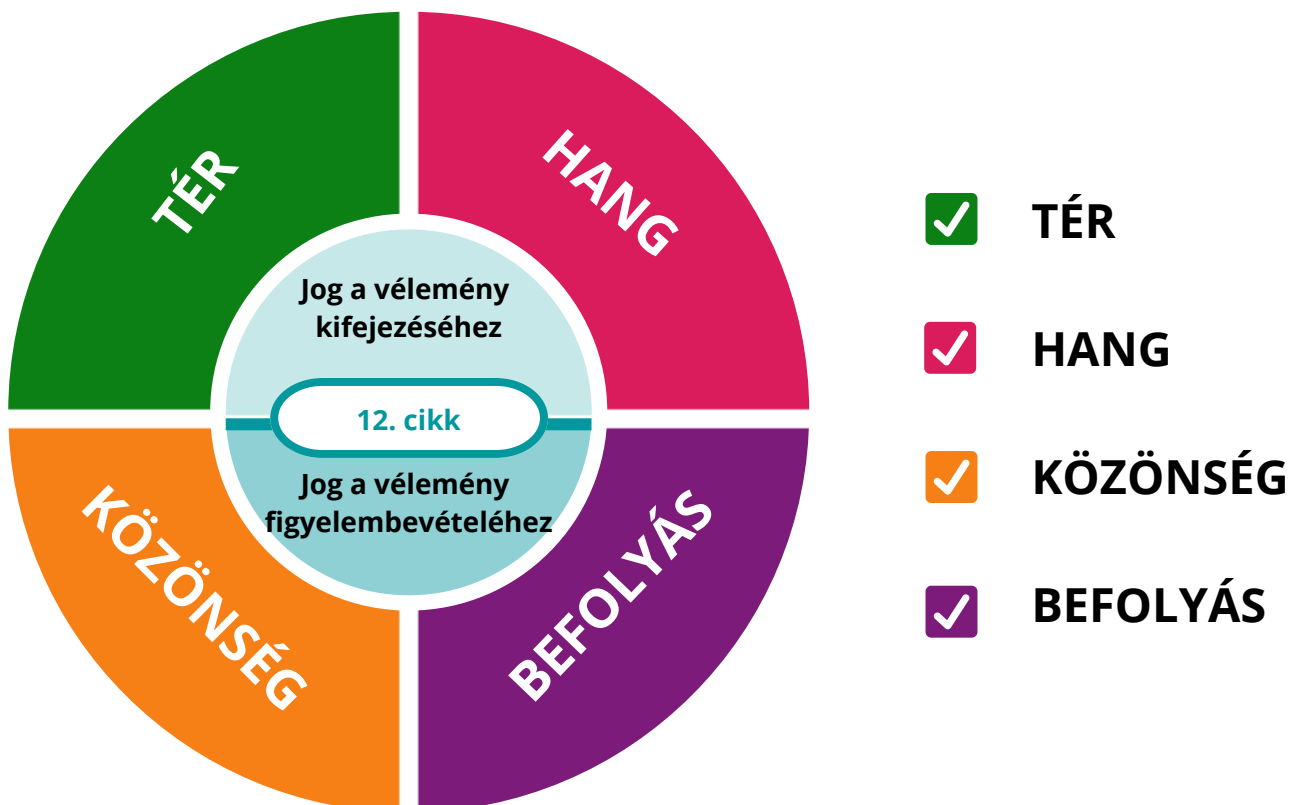 TÉR
HANG
Jog a vélemény
kifejezéséhez
12. cikk
Jog a vélemény
figyelembevételéhez
KÖZÖNSÉG
BEFOLYÁS
TÉR
HANG
KÖZÖNSÉG
BEFOLYÁS